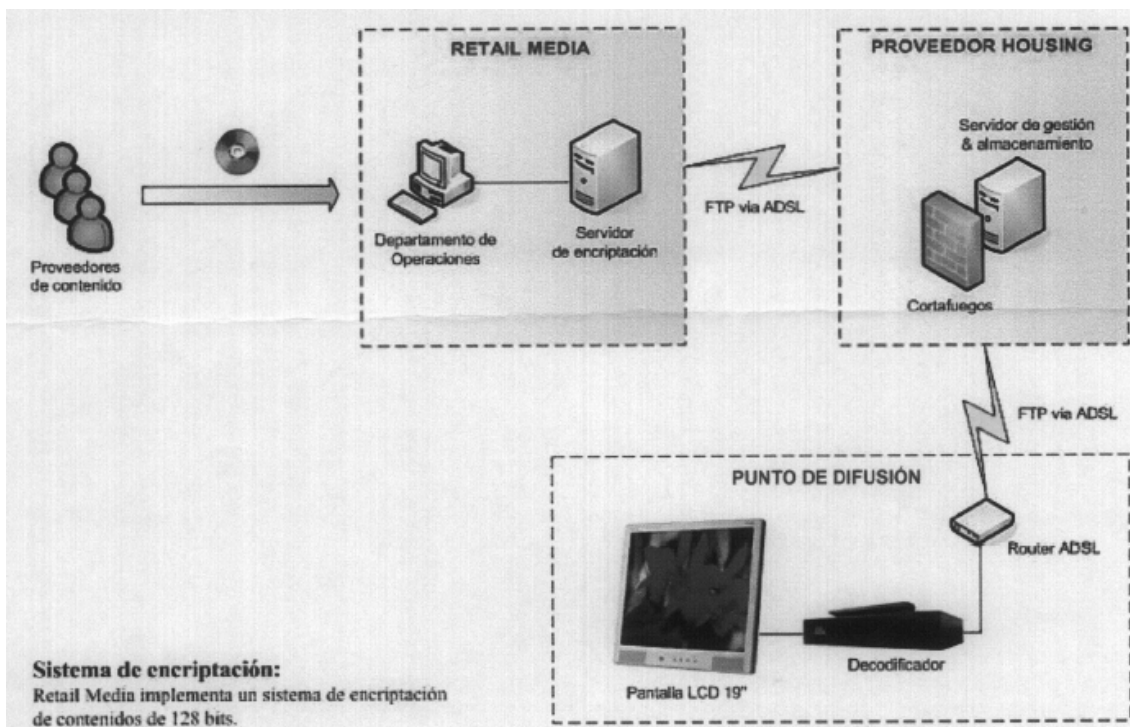 RETAIL MEDIA
PROVEEDOR HOUSING
Servidor de gestión
& almacenamiento
FTP via ADSL
Departamento de
Operaciones
Servidor
de encriptación
Proveedores
de contenido
Cortafuegos
FTP via ADSL
PUNTO DE DIFUSIÓN
Router ADSL
Decodificador
Pantalla LCD 19"
Sistema de encriptación:
Retail Media implementa un sistema de encriptación
de contenidos de 128 bits.